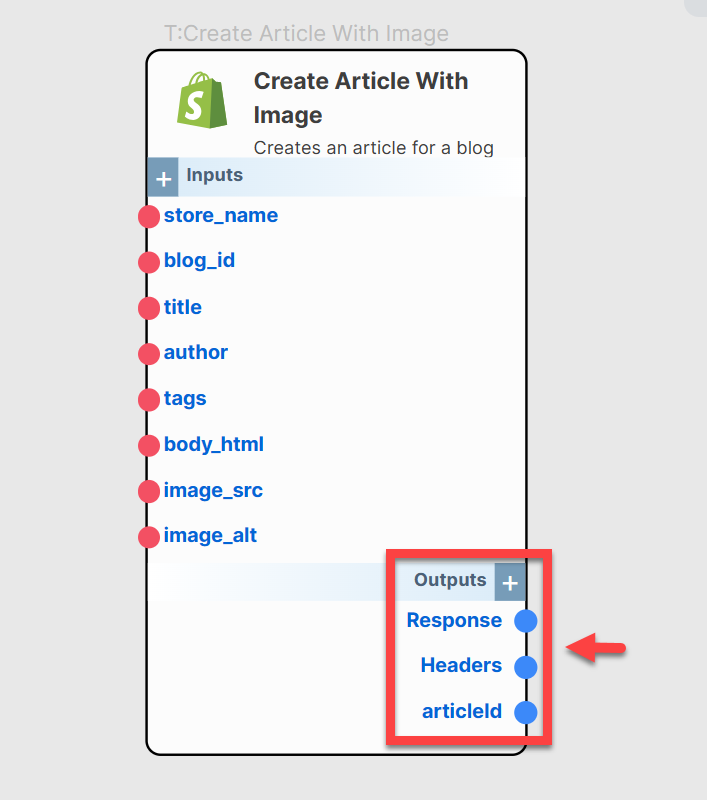 T:Create Article With Image
Create Article With
Image
Creates an article for a blog
+ Inputs
store_name
blog_id
title
author
tags
body_html
image_src
image_alt
Outputs +
Response
Headers
articleId